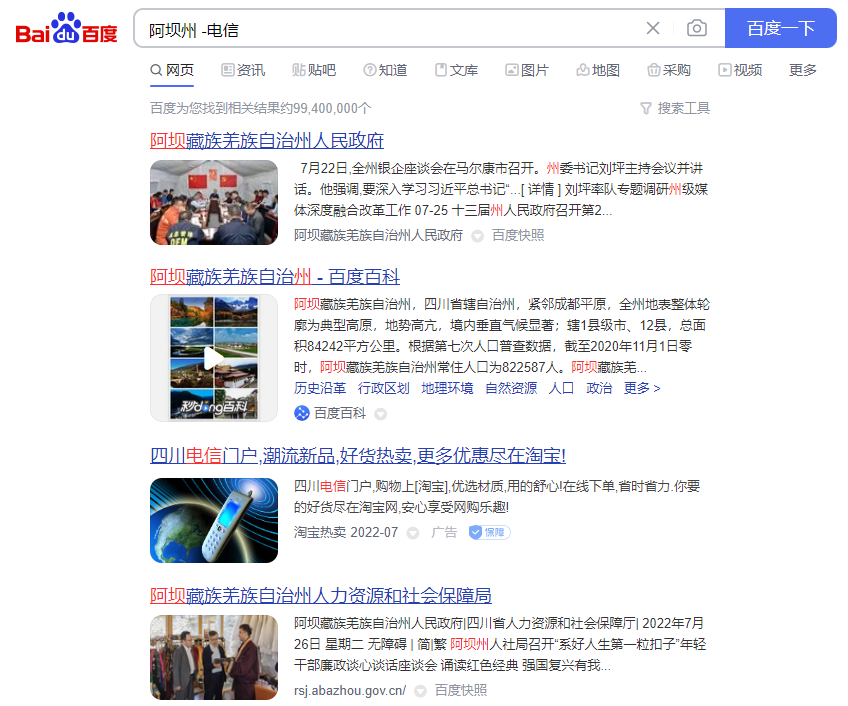 Bai du 百度
阿坝州 -电信
百度一下
网页 资讯 贴吧 知道 文库 图片 地图 采购 视频 更多
百度为您找到相关结果约99,400,000个
搜索工具
阿坝藏族羌族自治州人民政府
7月22日,全州银企座谈会在马尔康市召开。州委书记刘坪主持会议并讲
话。他强调,要深入学习习近平总书记“...[ 详情 ] 刘坪率队专题调研州级媒
体深度融合改革工作 07-25 十三届州人民政府召开第2...
阿坝藏族羌族自治州人民政府 百度快照
阿坝藏族羌族自治州 - 百度百科
阿坝藏族羌族自治州，四川省辖自治州，紧邻成都平原，全州地表整体轮
廓为典型高原，地势高亢，境内垂直气候显著；辖1县级市、12县，总面
积84242平方公里。根据第七次人口普查数据，截至2020年11月1日零
时，阿坝藏族羌族自治州常住人口为822587人。阿坝藏族羌...
历史沿革 行政区划 地理环境 自然资源 人口 政治 更多 >
秒dong百科
百度百科
四川电信门户,潮流新品,好货热卖,更多优惠尽在淘宝!
四川电信门户,购物上[淘宝],优选材质,用的舒心!在线下单,省时省力.你要
的好货尽在淘宝网,安心享受网购乐趣!
淘宝热卖 2022-07 广告 保障
阿坝藏族羌族自治州人力资源和社会保障局
阿坝藏族羌族自治州人民政府|四川省人力资源和社会保障厅| 2022年7月
26日 星期二 无障碍 | 简|繁 阿坝州人社局召开“系好人生第一粒扣子”年轻
干部廉政谈心谈话座谈会 诵读红色经典 强国复兴有我...
rsj.abazhou.gov.cn/ 百度快照